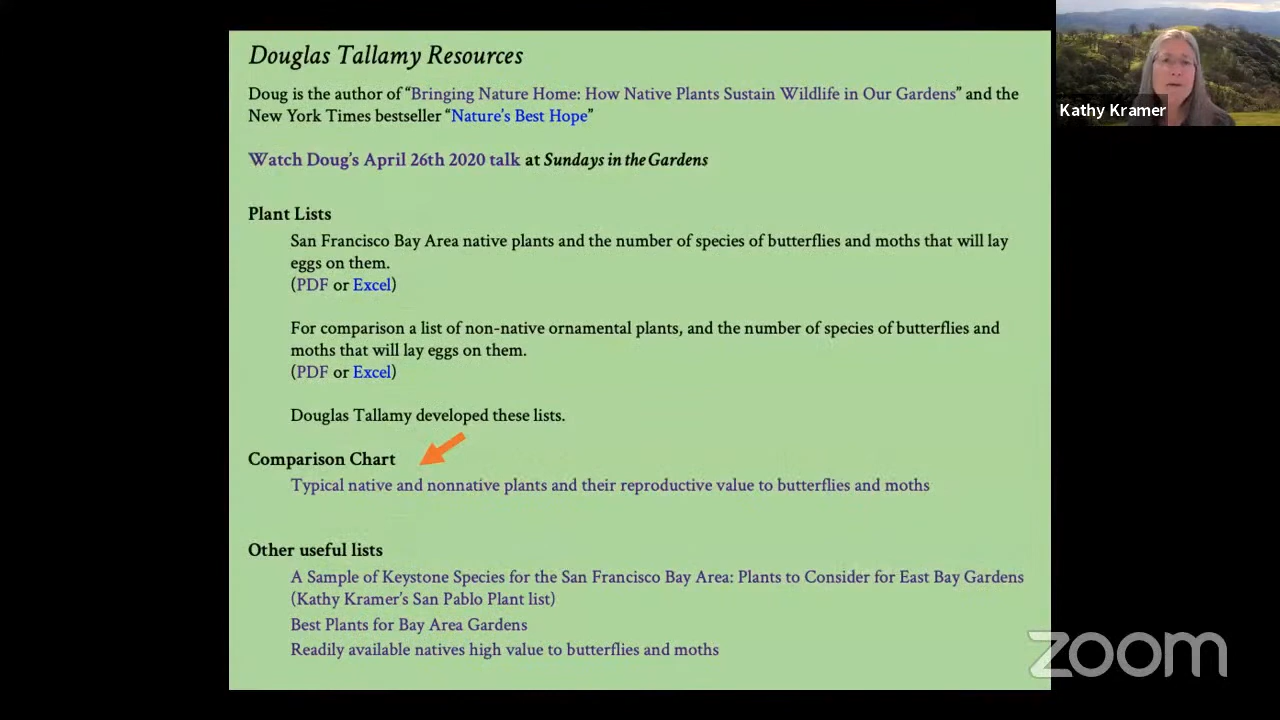 Douglas Tallamy Resources
Kathy Kramer
Doug is the author of “Bringing Nature Home: How Native Plants Sustain Wildlife in Our Gardens” and the
New York Times bestseller “Nature's Best Hope”
Watch Doug's April 26th 2020 talk at Sundays in the Gardens
Plant Lists
San Francisco Bay Area native plants and the number of species of butterflies and moths that will lay
eggs on them.
(PDF or Excel)
For comparison a list of non-native ornamental plants, and the number of species of butterflies and
moths that will lay eggs on them.
(PDF or Excel)
Douglas Tallamy developed these lists.
Comparison Chart
Typical native and nonnative plants and their reproductive value to butterflies and moths
Other useful lists
A Sample of Keystone Species for the San Francisco Bay Area: Plants to Consider for East Bay Gardens
(Kathy Kramer's San Pablo Plant list)
Best Plants for Bay Area Gardens
Readily available natives high value to butterflies and moths
zoom